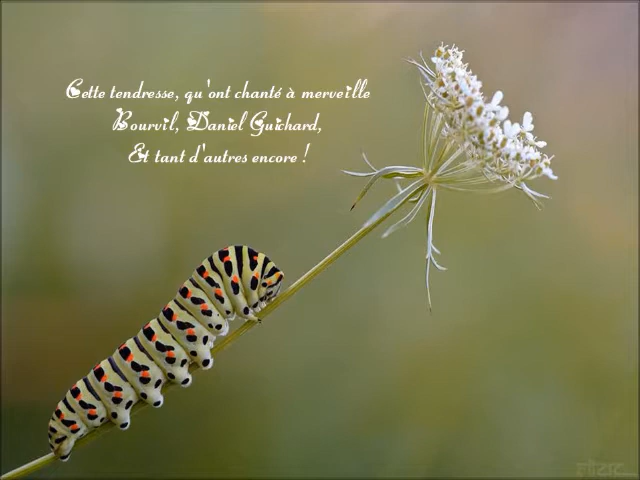 Cette tendresse, qu'ont chanté à merveille
Bourvil, Daniel Guichard,
Et tant d'autres encore !